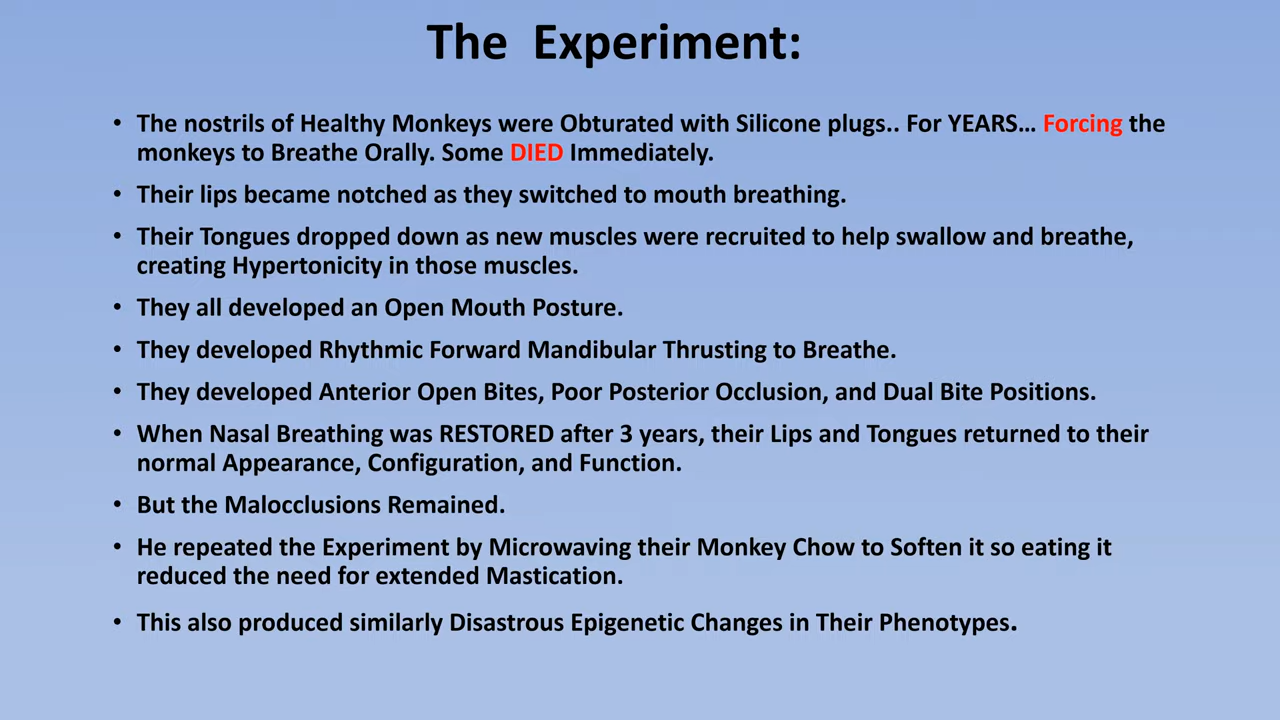 The Experiment:
• The nostrils of Healthy Monkeys were Obturated with Silicone plugs.. For YEARS… Forcing the
monkeys to Breathe Orally. Some DIED Immediately.
• Their lips became notched as they switched to mouth breathing.
• Their Tongues dropped down as new muscles were recruited to help swallow and breathe,
creating Hypertonicity in those muscles.
• They all developed an Open Mouth Posture.
• They developed Rhythmic Forward Mandibular Thrusting to Breathe.
• They developed Anterior Open Bites, Poor Posterior Occlusion, and Dual Bite Positions.
• When Nasal Breathing was RESTORED after 3 years, their Lips and Tongues returned to their
normal Appearance, Configuration, and Function.
• But the Malocclusions Remained.
• He repeated the Experiment by Microwaving their Monkey Chow to Soften it so eating it
reduced the need for extended Mastication.
• This also produced similarly Disastrous Epigenetic Changes in Their Phenotypes.